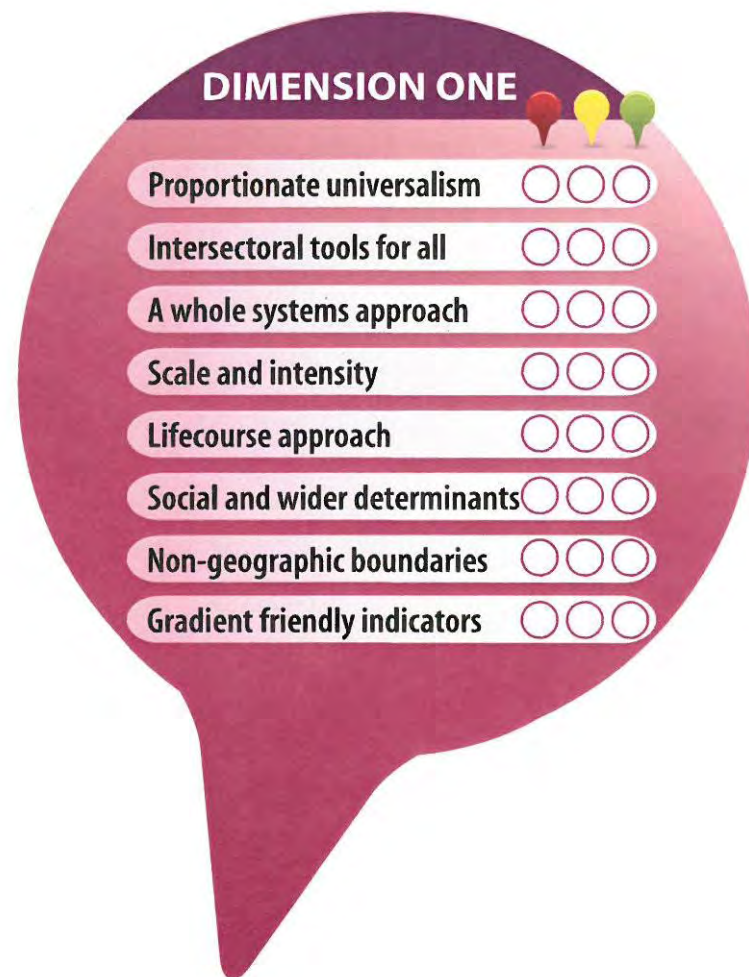 DIMENSION ONE
Proportionate universalism
Intersectoral tools for all
A whole systems approach
Scale and intensity
Lifecourse approach
Social and wider determinants
Non-geographic boundaries
Gradient friendly indicators